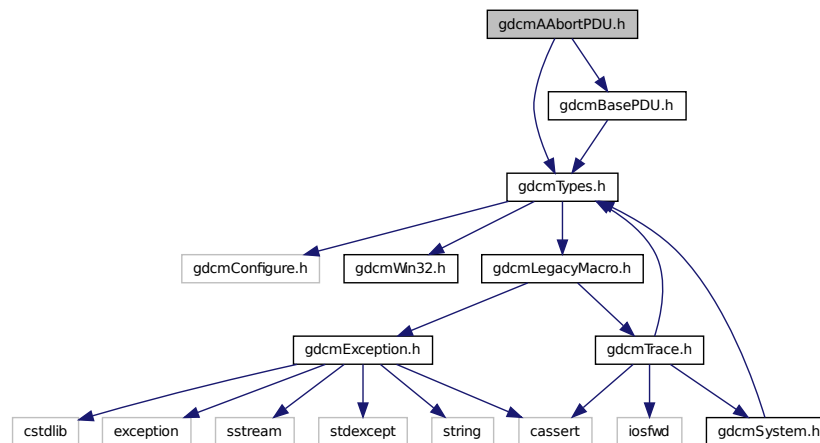 gdcmAAbortPDU.h
gdcmBasePDU.h
gdcmTypes.h
gdcmConfigure.h
gdcmWin32.h
gdcmLegacyMacro.h
gdcmException.h
gdcmTrace.h
cstdlib
exception
sstream
stdexcept
string
cassert
iosfwd
gdcmSystem.h